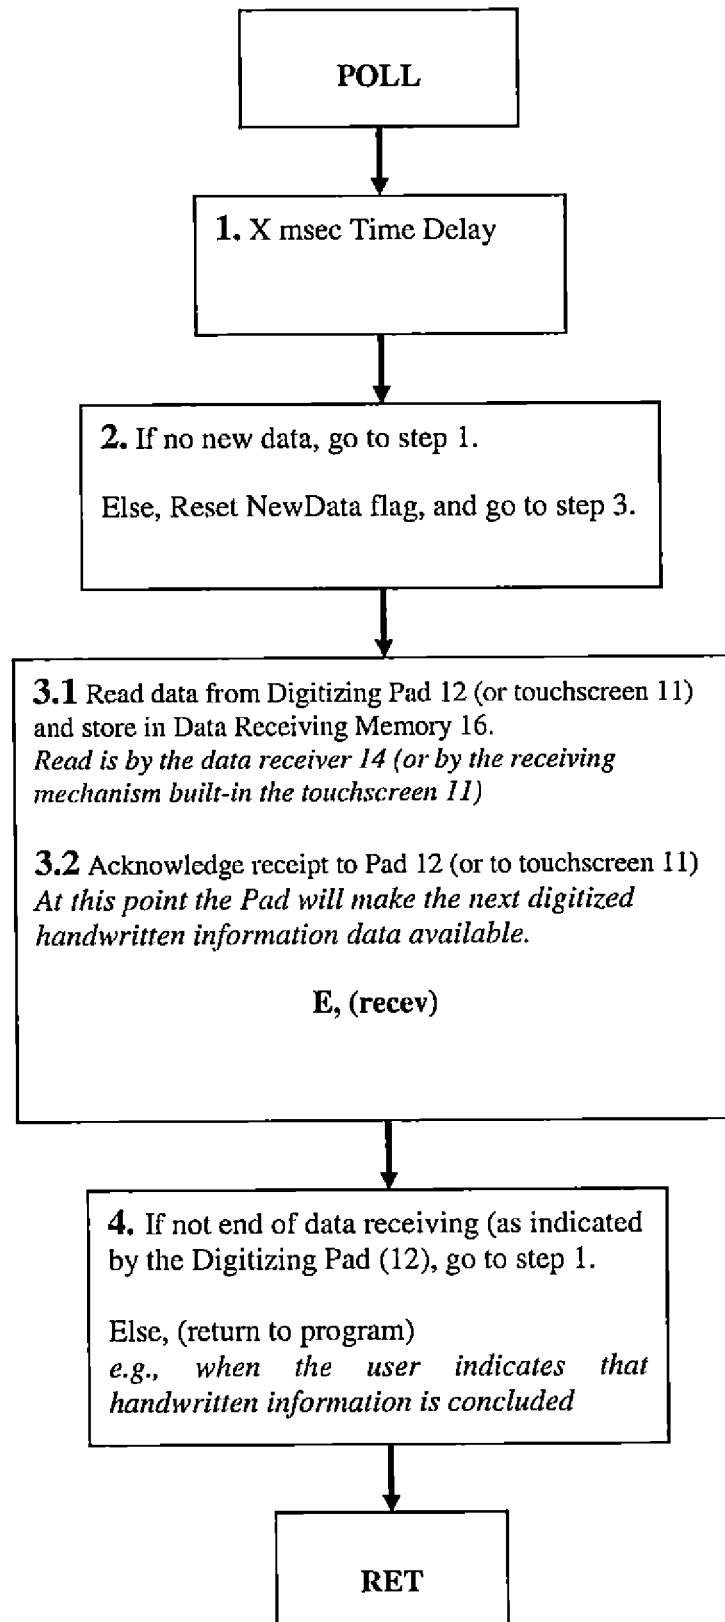 POLL
1. X msec Time Delay
2. If no new data, go to step 1.
Else, Reset NewData flag, and go to step 3.
3.1 Read data from Digitizing Pad 12 (or touchscreen 11)
and store in Data Receiving Memory 16.
Read is by the data receiver 14 (or by the receiving
mechanism built-in the touchscreen 11)
3.2 Acknowledge receipt to Pad 12 (or to touchscreen 11)
At this point the Pad will make the next digitized
handwritten information data available.
E, (recev)
4. If not end of data receiving (as indicated
by the Digitizing Pad (12), go to step 1.
Else, (return to program)
e.g., when the user indicates that
handwritten information is concluded
RET